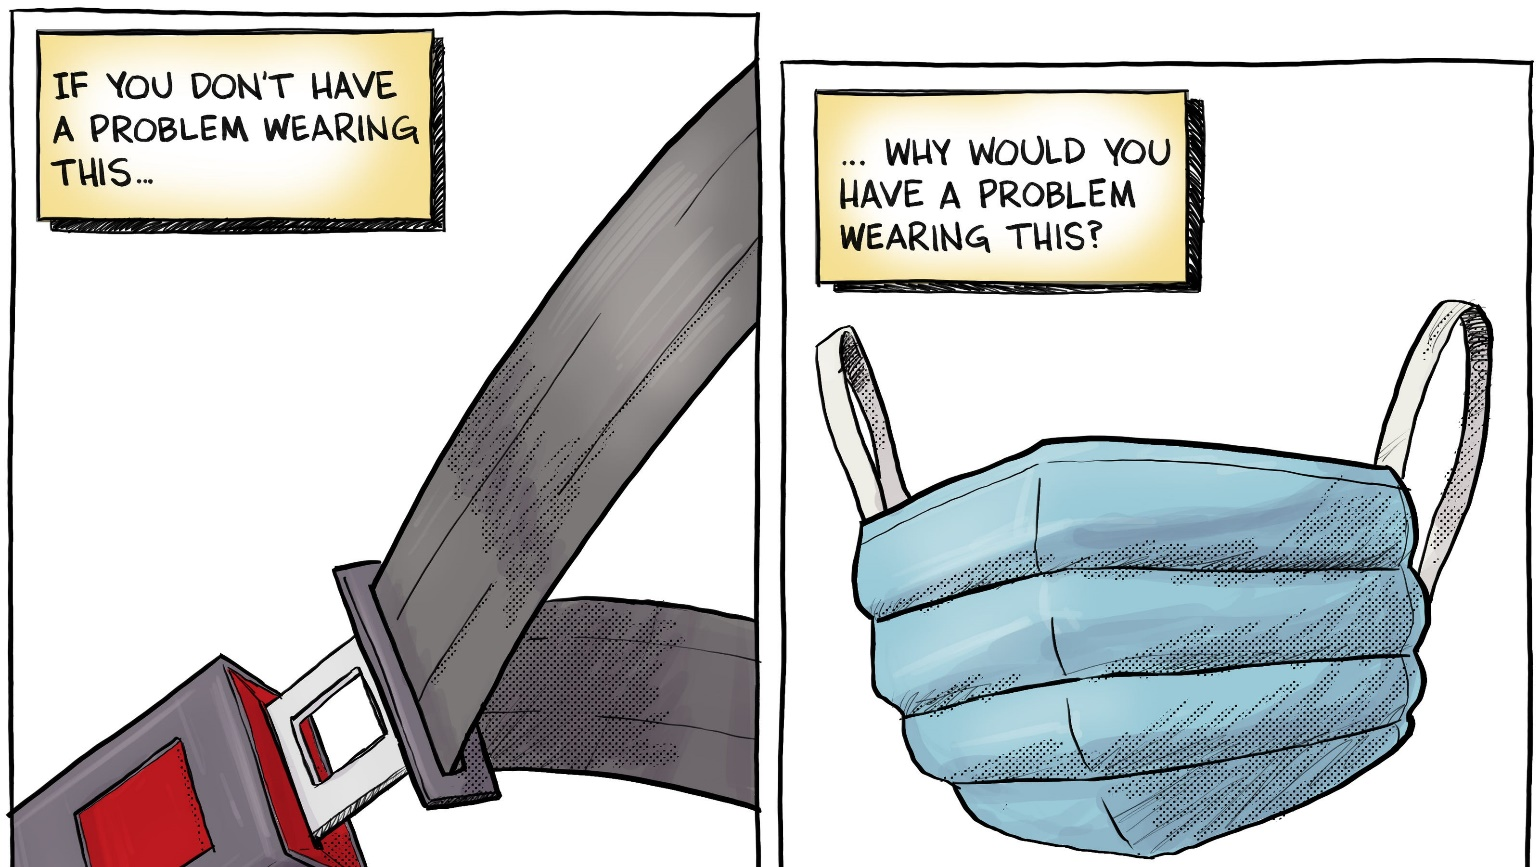 IF YOU DON'T HAVE
A PROBLEM WEARING
THIS...
... WHY WOULD YOU
HAVE A PROBLEM
WEARING THIS?